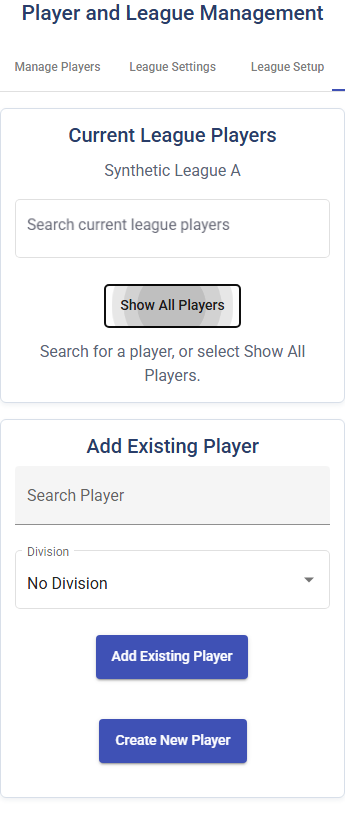 Player and League Management
Manage Players League Settings League Setup
Current League Players
Synthetic League A
Search current league players
Show All Players
Search for a player, or select Show All
Players.
Add Existing Player
Search Player
Division
No Division
Add Existing Player
Create New Player